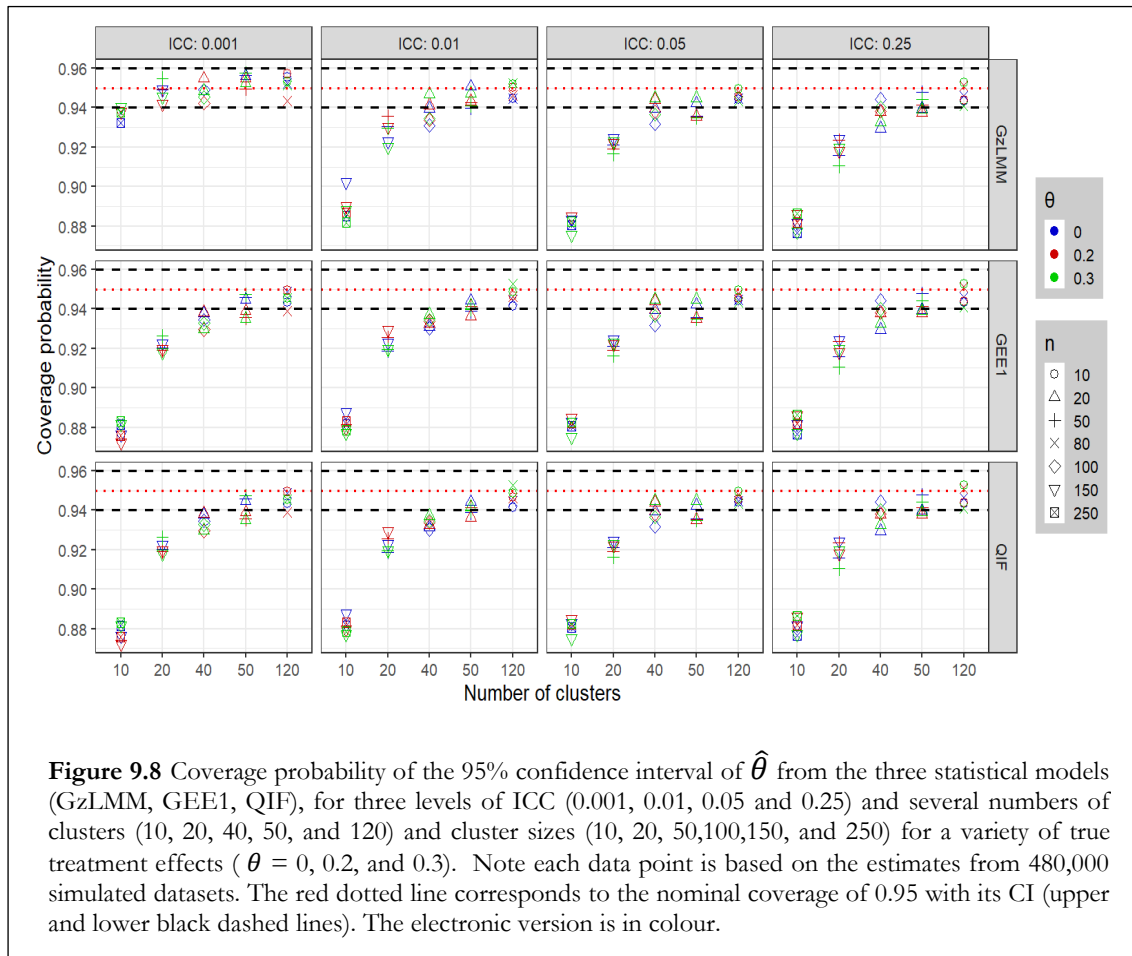 ICC: 0.001 ICC: 0.01 ICC: 0.05 ICC: 0.25
0.96
0.94
0.92
0.90
0.88
GzLMM
0.96
0.94
0.92
0.90
0.88
GEE1
0.96
0.94
0.92
0.90
0.88
QIF
Coverage probability
10 20 40 50 120 10 20 40 50 120 10 20 40 50 120 10 20 40 50 120
Number of clusters
θ
0
0.2
0.3
n
10
20
50
80
100
150
250
Figure 9.8 Coverage probability of the 95% confidence interval of θ̂ from the three statistical models
(GzLMM, GEE1, QIF), for three levels of ICC (0.001, 0.01, 0.05 and 0.25) and several numbers of
clusters (10, 20, 40, 50, and 120) and cluster sizes (10, 20, 50,100,150, and 250) for a variety of true
treatment effects ( θ = 0, 0.2, and 0.3). Note each data point is based on the estimates from 480,000
simulated datasets. The red dotted line corresponds to the nominal coverage of 0.95 with its CI (upper
and lower black dashed lines). The electronic version is in colour.